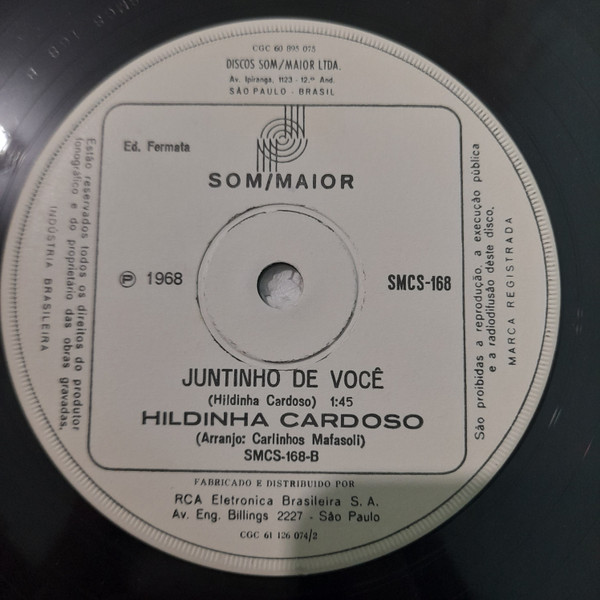 CGC 60 895 075
DISCOS SOM/MAIOR LTDA.
Av. Ipiranga, 1123 - 12.º And.
SÃO PAULO - BRASIL
Ed. Fermata
SOM/MAIOR
Ⓟ 1968
SMCS-168
JUNTINHO DE VOCÊ
(Hildinha Cardoso) 1:45
HILDINHA CARDOSO
(Arranjo: Carlinhos Mafasoli)
SMCS-168-B
FABRICADO E DISTRIBUIDO POR
RCA Eletronica Brasileira S. A.
Av. Eng. Billings 2227 - São Paulo
CGC 61 126 074/2
Estão reservados todos os direitos do produtor
fonográfico e do proprietário das obras gravadas.
INDÚSTRIA BRASILEIRA
São proibidas a reprodução, a execução pública
e a radiodifusão dêste disco.
MARCA REGISTRADA